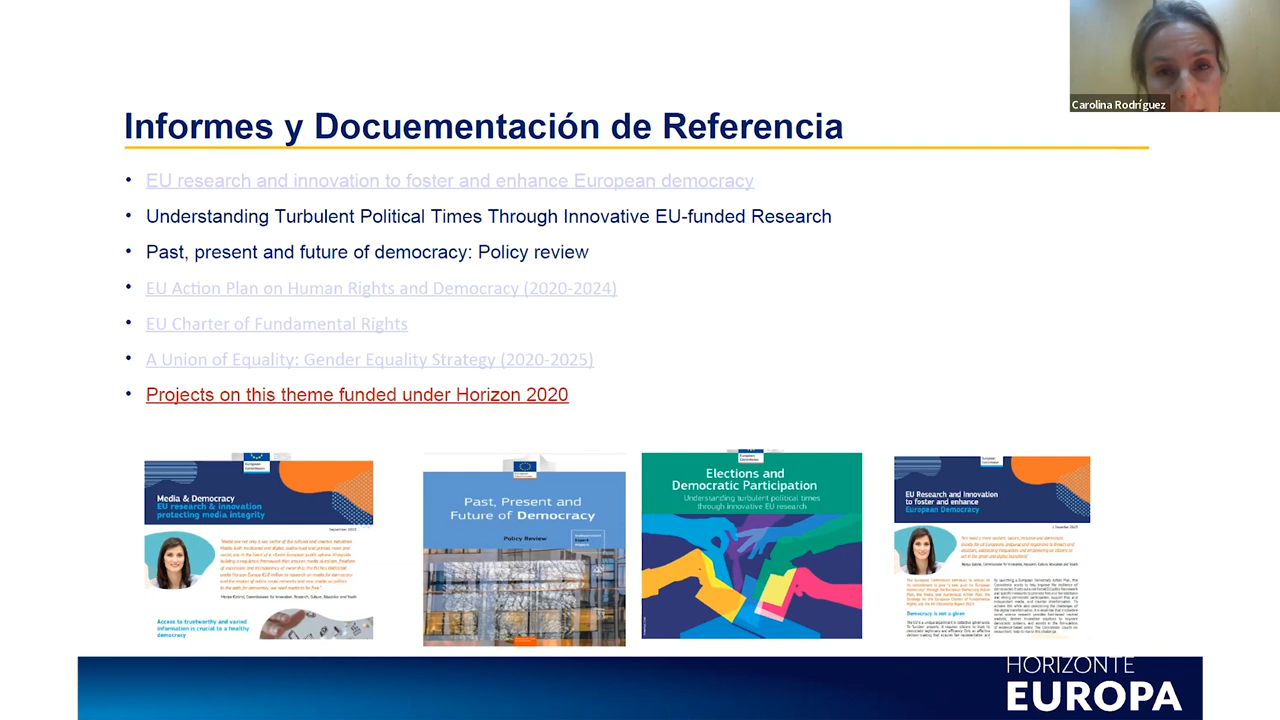 Carolina Rodríguez
Informes y Docuementación de Referencia
• EU research and innovation to foster and enhance European democracy
• Understanding Turbulent Political Times Through Innovative EU-funded Research
• Past, present and future of democracy: Policy review
• EU Action Plan on Human Rights and Democracy (2020-2024)
• EU Charter of Fundamental Rights
• A Union of Equality: Gender Equality Strategy (2020-2025)
• Projects on this theme funded under Horizon 2020
European
Commission
Media & Democracy
EU research & innovation
protecting media integrity
Access to trustworthy and varied
information is crucial to a healthy
democracy
Past, Present and
Future of Democracy
Policy Review
European
Commission
Elections and
Democratic Participation
Understanding turbulent political times
through innovative EU research
European
Commission
EU Research and Innovation
to foster and enhance
European Democracy
Democracy is not a given
HORIZONTE
EUROPA